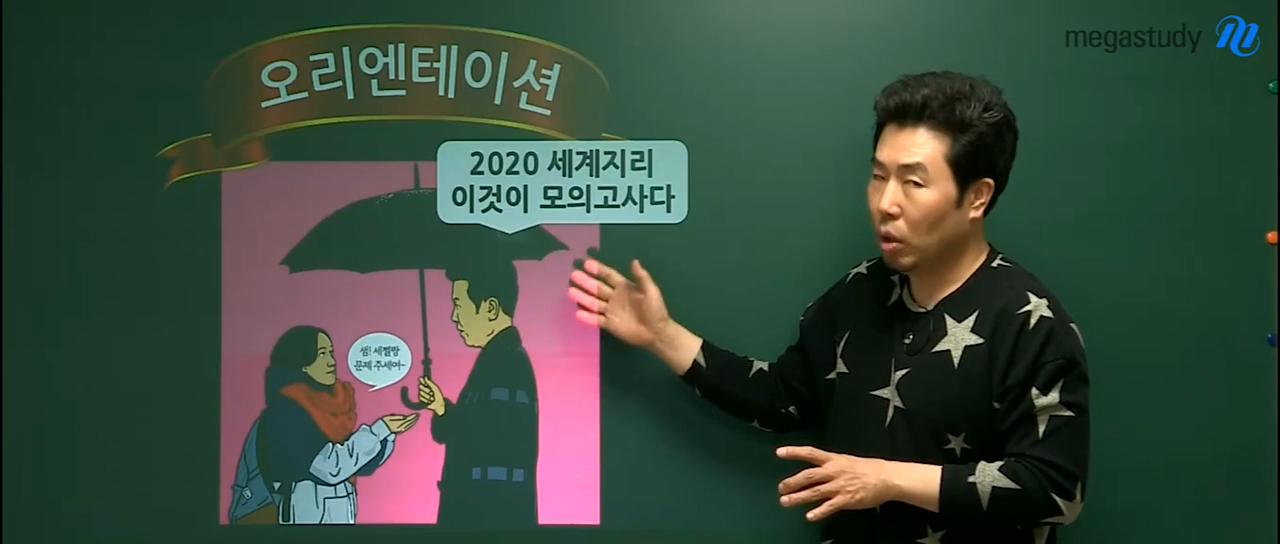 megastudy
오리엔테이션
2020 세계지리
이것이 모의고사다
샘! 세젤짱
문제 주세여~